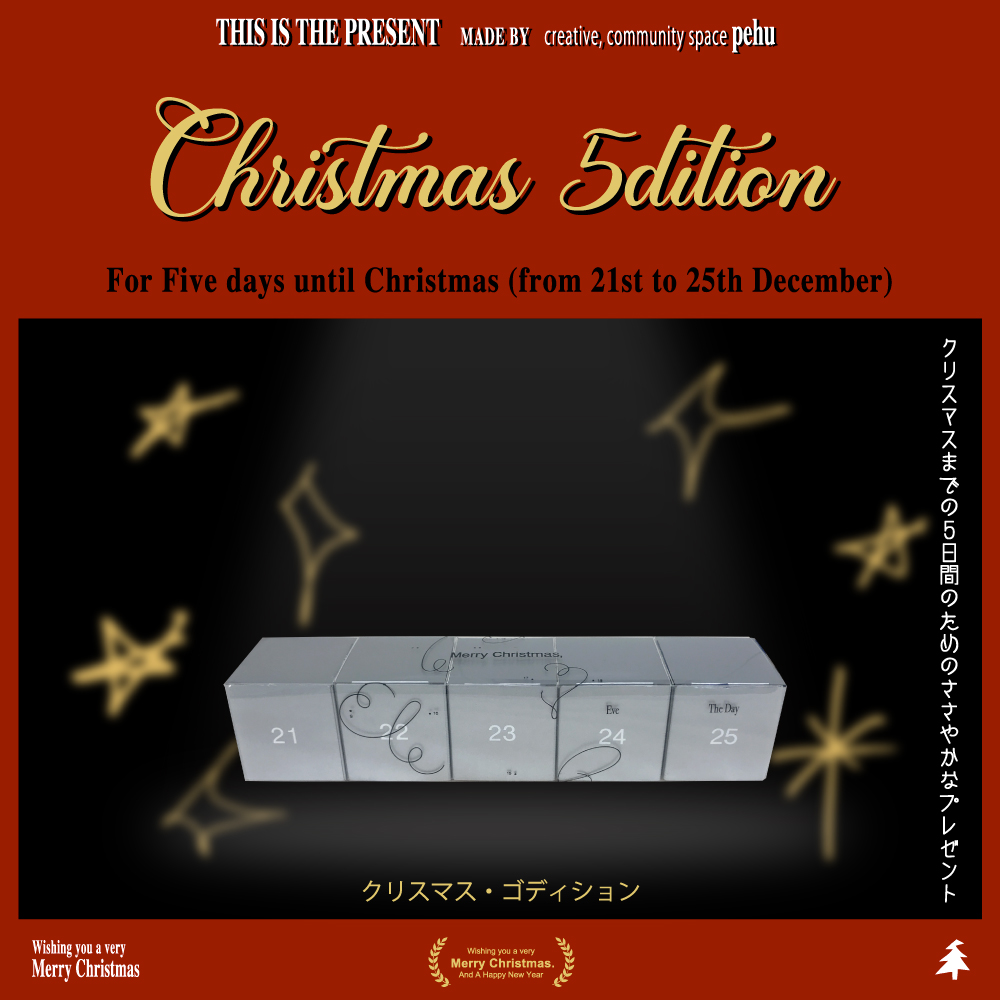 THIS IS THE PRESENT MADE BY creative, community space pehu
Christmas 5dition
For Five days until Christmas (from 21st to 25th December)
クリスマスまでの5日間のためのささやかなプレゼント
Merry Christmas,
Eve
The Day
21
22
23
24
25
クリスマス・ゴディション
Wishing you a very
Merry Christmas
Wishing you a very
Merry Christmas.
And A Happy New Year